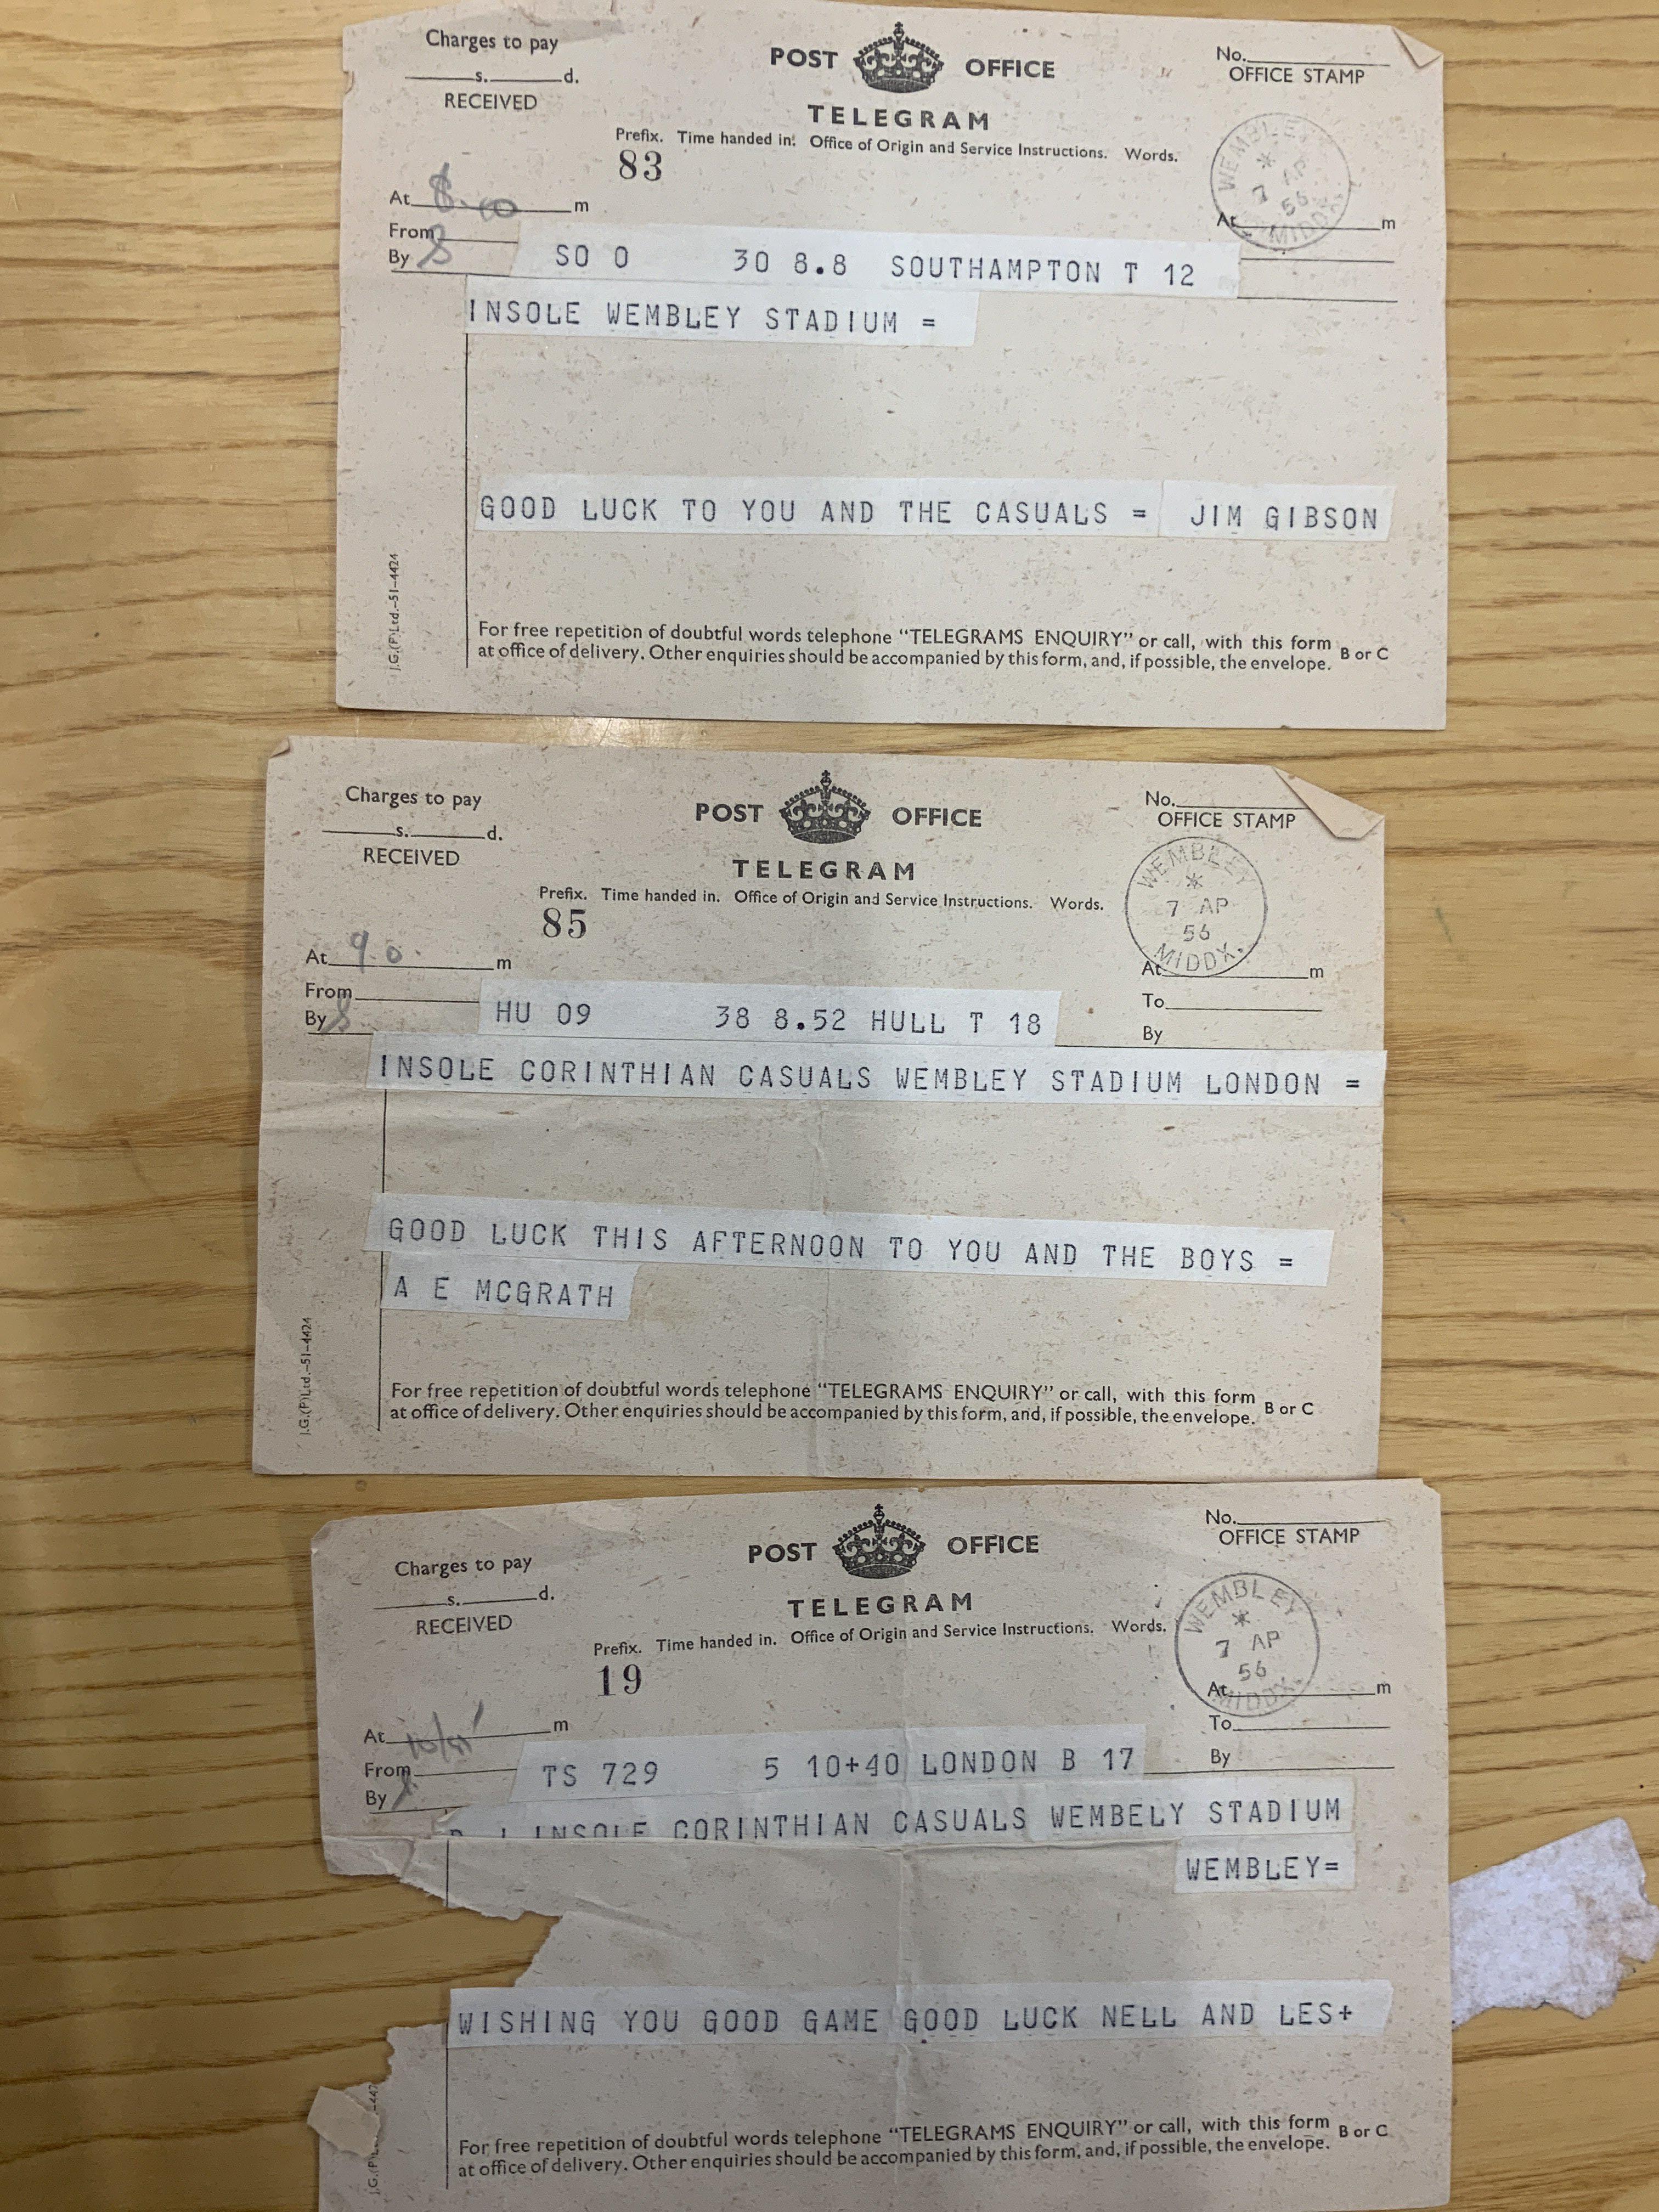 Charges to pay
s. d.
RECEIVED
POST OFFICE
TELEGRAM
No.
OFFICE STAMP
Prefix. Time handed in. Office of Origin and Service Instructions. Words.
83
WEMBLEY
7 AP
56
MIDDX.
At 8.10 m
From
By
At m
SO O 30 8.8 SOUTHAMPTON T 12
INSOLE WEMBLEY STADIUM =
GOOD LUCK TO YOU AND THE CASUALS = JIM GIBSON
J.G.(P)Ltd.-51-4424
For free repetition of doubtful words telephone “TELEGRAMS ENQUIRY” or call, with this form
at office of delivery. Other enquiries should be accompanied by this form, and, if possible, the envelope. B or C
Charges to pay
s. d.
RECEIVED
POST OFFICE
TELEGRAM
No.
OFFICE STAMP
Prefix. Time handed in. Office of Origin and Service Instructions. Words.
85
WEMBLEY
7 AP
56
MIDDX.
At 9.0. m
From
By
At m
To
By
HU 09 38 8.52 HULL T 18
INSOLE CORINTHIAN CASUALS WEMBLEY STADIUM LONDON =
GOOD LUCK THIS AFTERNOON TO YOU AND THE BOYS =
A E MCGRATH
J.G.(P)Ltd.-51-4424
For free repetition of doubtful words telephone “TELEGRAMS ENQUIRY” or call, with this form
at office of delivery. Other enquiries should be accompanied by this form, and, if possible, the envelope. B or C
Charges to pay
s. d.
RECEIVED
POST OFFICE
TELEGRAM
No.
OFFICE STAMP
Prefix. Time handed in. Office of Origin and Service Instructions. Words.
19
WEMBLEY
7 AP
56
MIDDX.
At m
From
By
At m
To
By
TS 729 5 10+40 LONDON B 17
INSOLE CORINTHIAN CASUALS WEMBELY STADIUM
WEMBLEY=
WISHING YOU GOOD GAME GOOD LUCK NELL AND LES+
For free repetition of doubtful words telephone “TELEGRAMS ENQUIRY” or call, with this form
at office of delivery. Other enquiries should be accompanied by this form, and, if possible, the envelope. B or C